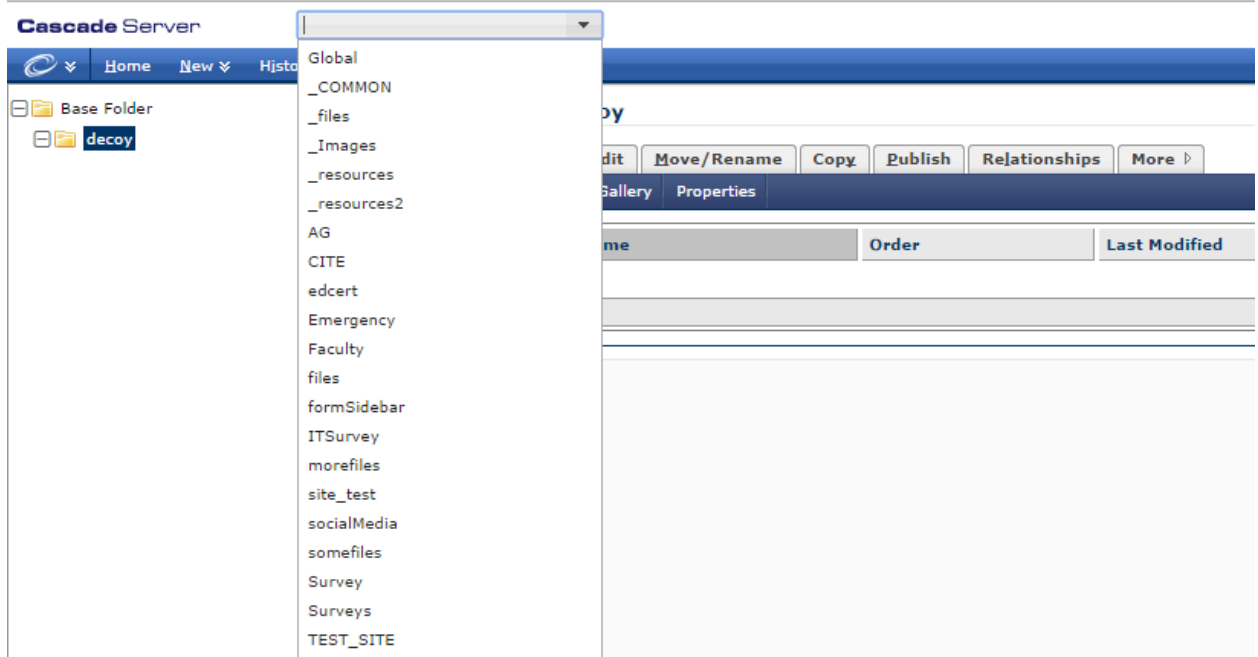 Cascade Server
Home New Histo
Base Folder
decoy
Global
_COMMON
_files
_Images
_resources
_resources2
AG
CITE
edcert
Emergency
Faculty
files
formSidebar
ITSurvey
morefiles
site_test
socialMedia
somefiles
Survey
Surveys
TEST_SITE
oy
dit Move/Rename Copy Publish Relationships More
Gallery Properties
me Order Last Modified